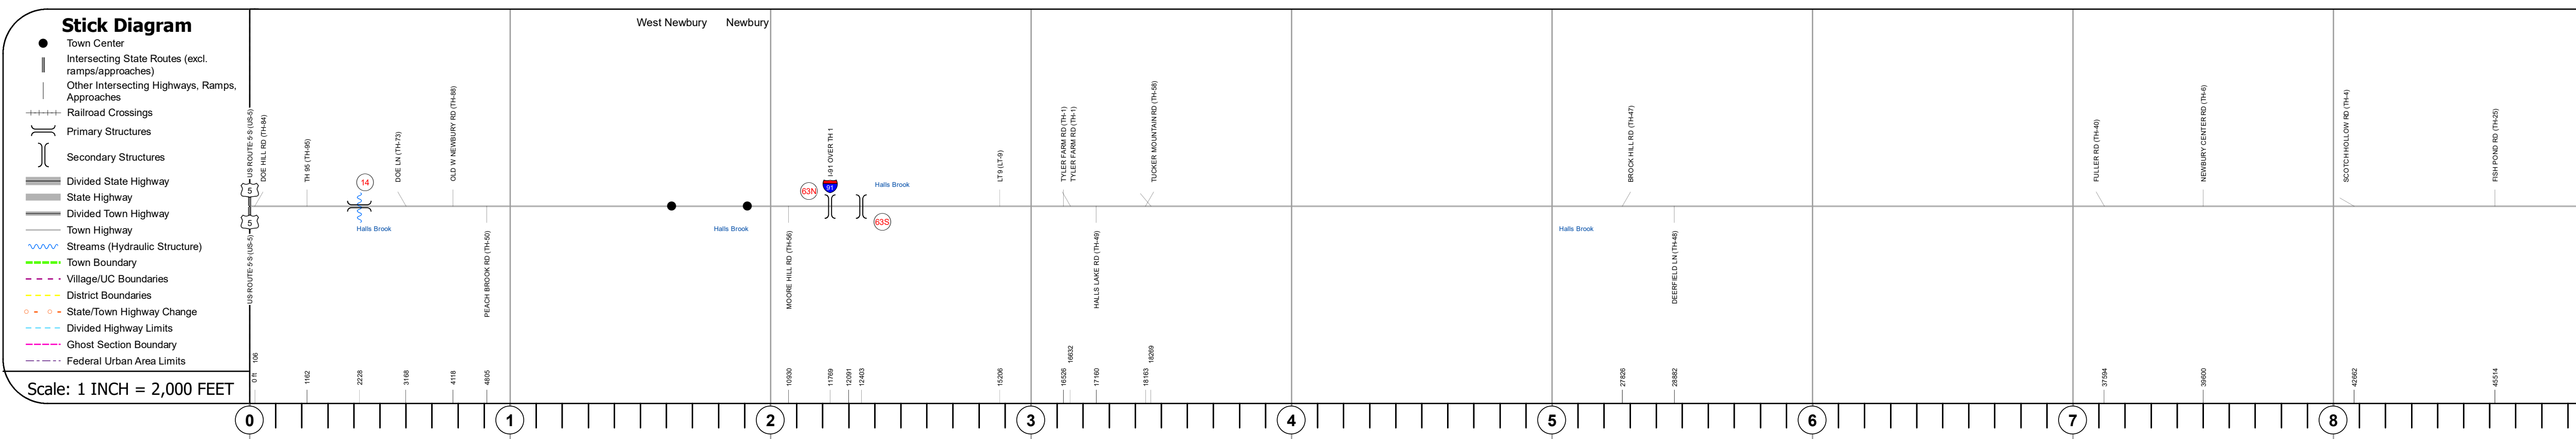 Stick Diagram
Town Center
Intersecting State Routes (excl.
ramps/approaches)
Other Intersecting Highways, Ramps,
Approaches
Railroad Crossings
Primary Structures
Secondary Structures
Divided State Highway
State Highway
Divided Town Highway
Town Highway
Streams (Hydraulic Structure)
Town Boundary
Village/UC Boundaries
District Boundaries
State/Town Highway Change
Divided Highway Limits
Ghost Section Boundary
Federal Urban Area Limits
Scale: 1 INCH = 2,000 FEET
West Newbury
Newbury
US ROUTE 5 S (US-5)
DOE HILL RD (TH-84)
TH 95 (TH-95)
DOE LN (TH-73)
OLD W NEWBURY RD (TH-88)
I-91 OVER TH 1
LT 9 (LT-9)
TYLER FARM RD (TH-1)
TYLER FARM RD (TH-1)
TUCKER MOUNTAIN RD (TH-58)
BROCK HILL RD (TH-47)
FULLER RD (TH-40)
NEWBURY CENTER RD (TH-6)
SCOTCH HOLLOW RD (TH-4)
FISH POND RD (TH-25)
5
14
63N
91
Halls Brook
5
63S
Halls Brook
Halls Brook
Halls Brook
US ROUTE 5 S (US-5)
PEACH BROOK RD (TH-50)
MOORE HILL RD (TH-56)
HALLS LAKE RD (TH-49)
DEERFIELD LN (TH-48)
0 ft
106
1162
2228
3168
4118
4805
10930
11769
12091
12403
15206
16526
16632
17160
18163
18269
27826
28882
37594
39600
42662
45514
0
1
2
3
4
5
6
7
8